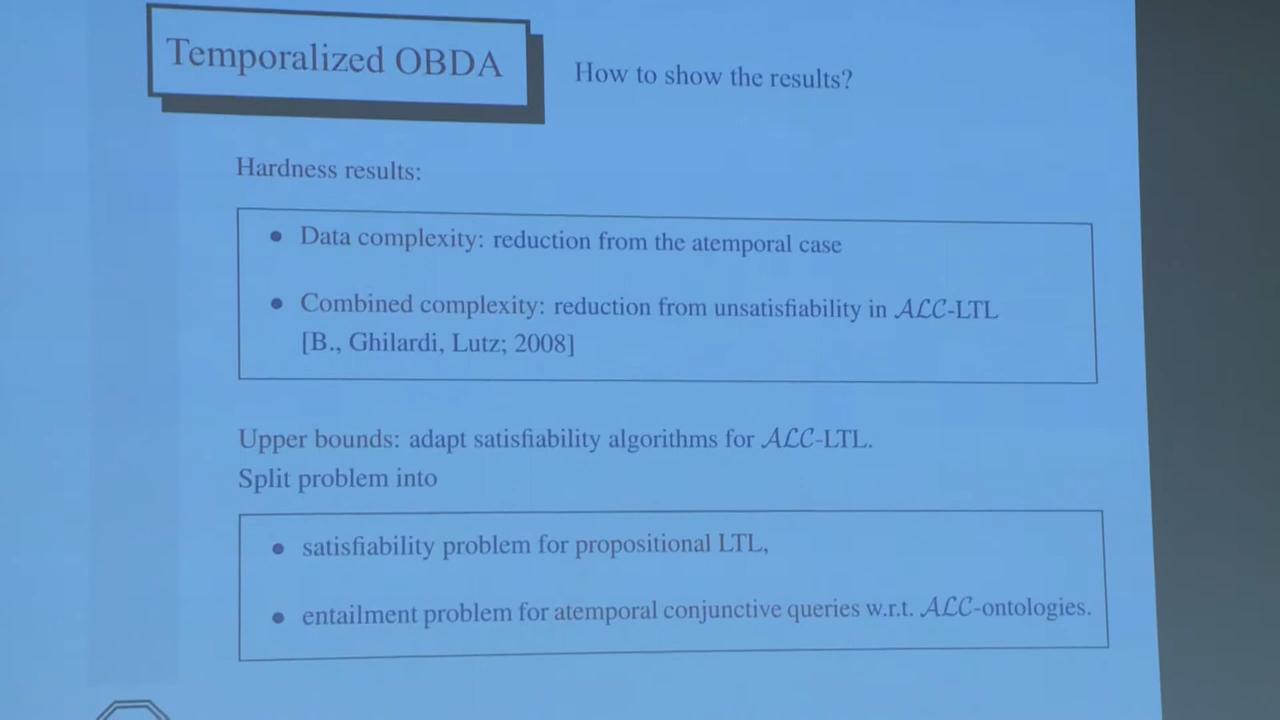 Temporalized OBDA
How to show the results?
Hardness results:
• Data complexity: reduction from the atemporal case
• Combined complexity: reduction from unsatisfiability in 𝒜ℒ𝒞-LTL
[B., Ghilardi, Lutz; 2008]
Upper bounds: adapt satisfiability algorithms for 𝒜ℒ𝒞-LTL.
Split problem into
• satisfiability problem for propositional LTL,
• entailment problem for atemporal conjunctive queries w.r.t. 𝒜ℒ𝒞-ontologies.